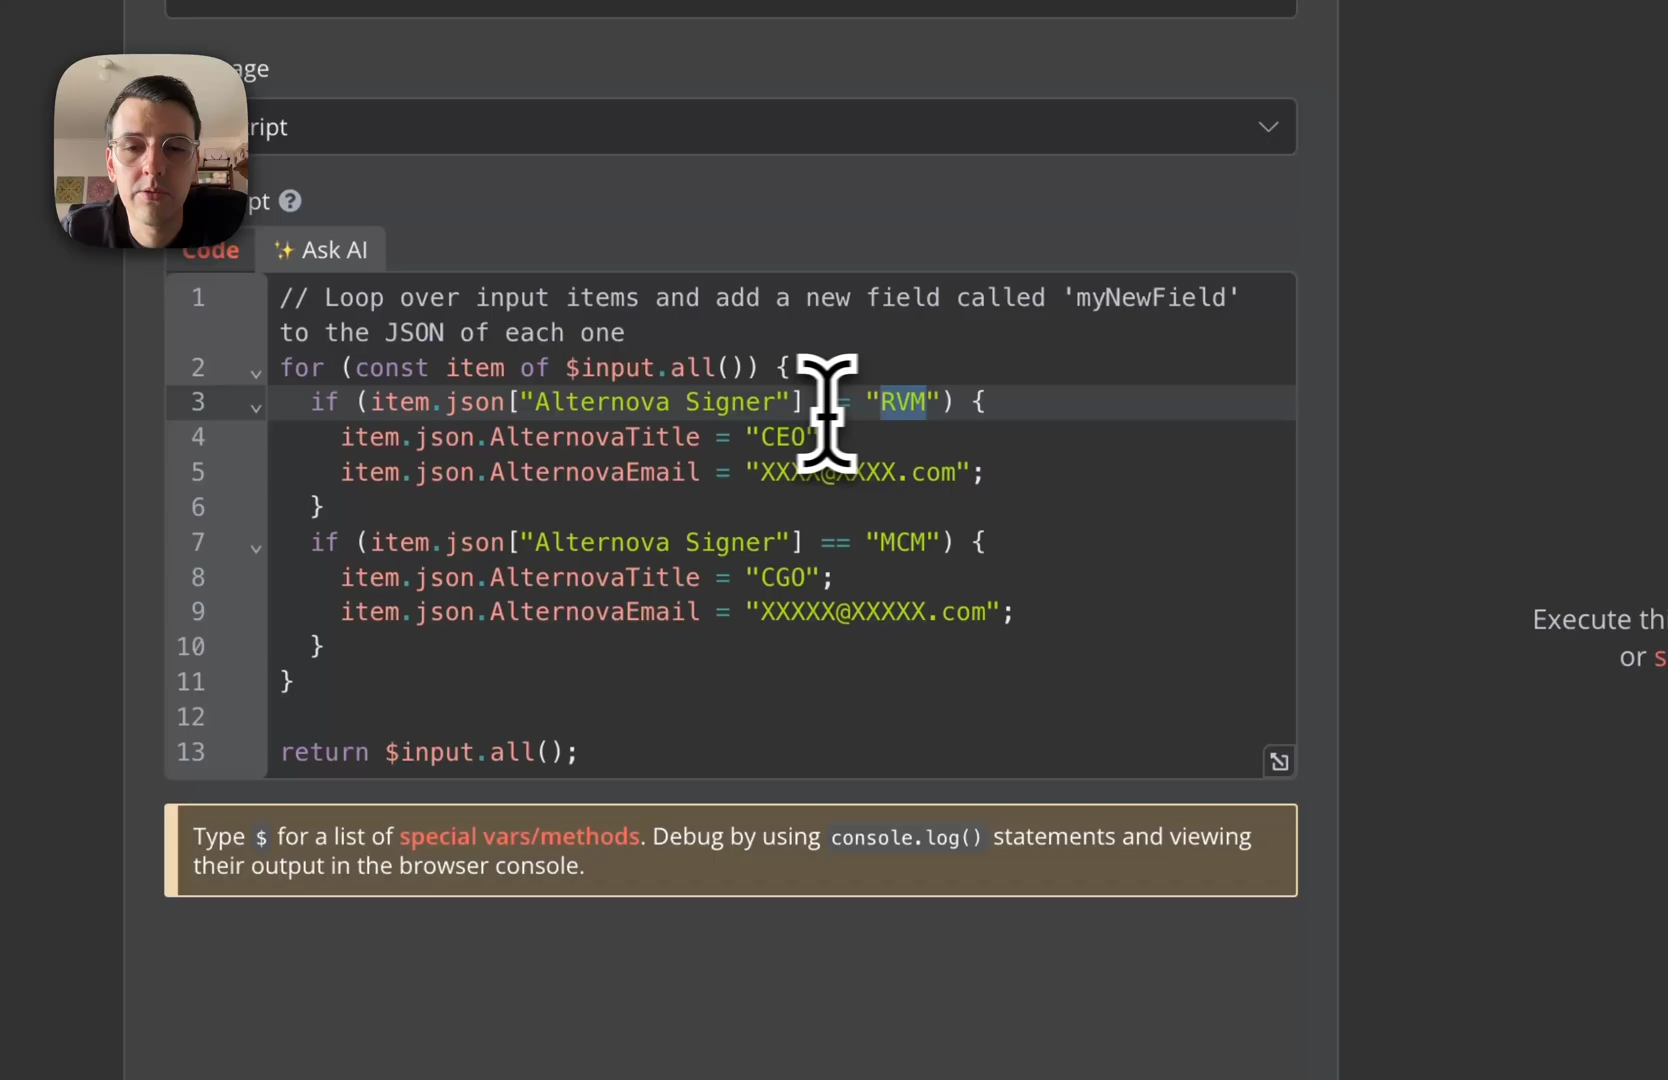 age
ript
pt ?
Code
Ask AI
1 // Loop over input items and add a new field called 'myNewField'
to the JSON of each one
2 for (const item of $input.all()) {
3 if (item.json["Alternova Signer"] == "RVM") {
4 item.json.AlternovaTitle = "CEO"
5 item.json.AlternovaEmail = "XXXX@XXXX.com";
6 }
7 if (item.json["Alternova Signer"] == "MCM") {
8 item.json.AlternovaTitle = "CGO";
9 item.json.AlternovaEmail = "XXXXX@XXXXX.com";
10 }
11 }
12
13 return $input.all();
Type $ for a list of special vars/methods. Debug by using console.log() statements and viewing
their output in the browser console.
Execute th
or s